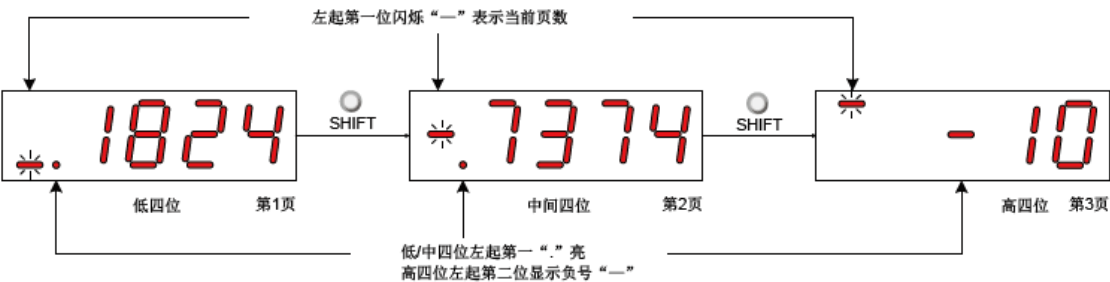 左起第一位闪烁“—”表示当前页数
_.1824
SHIFT
-.7374
SHIFT
- -10
低四位 第1页
中间四位 第2页
高四位 第3页
低/中四位左起第一“.”亮
高四位左起第二位显示负号“—”